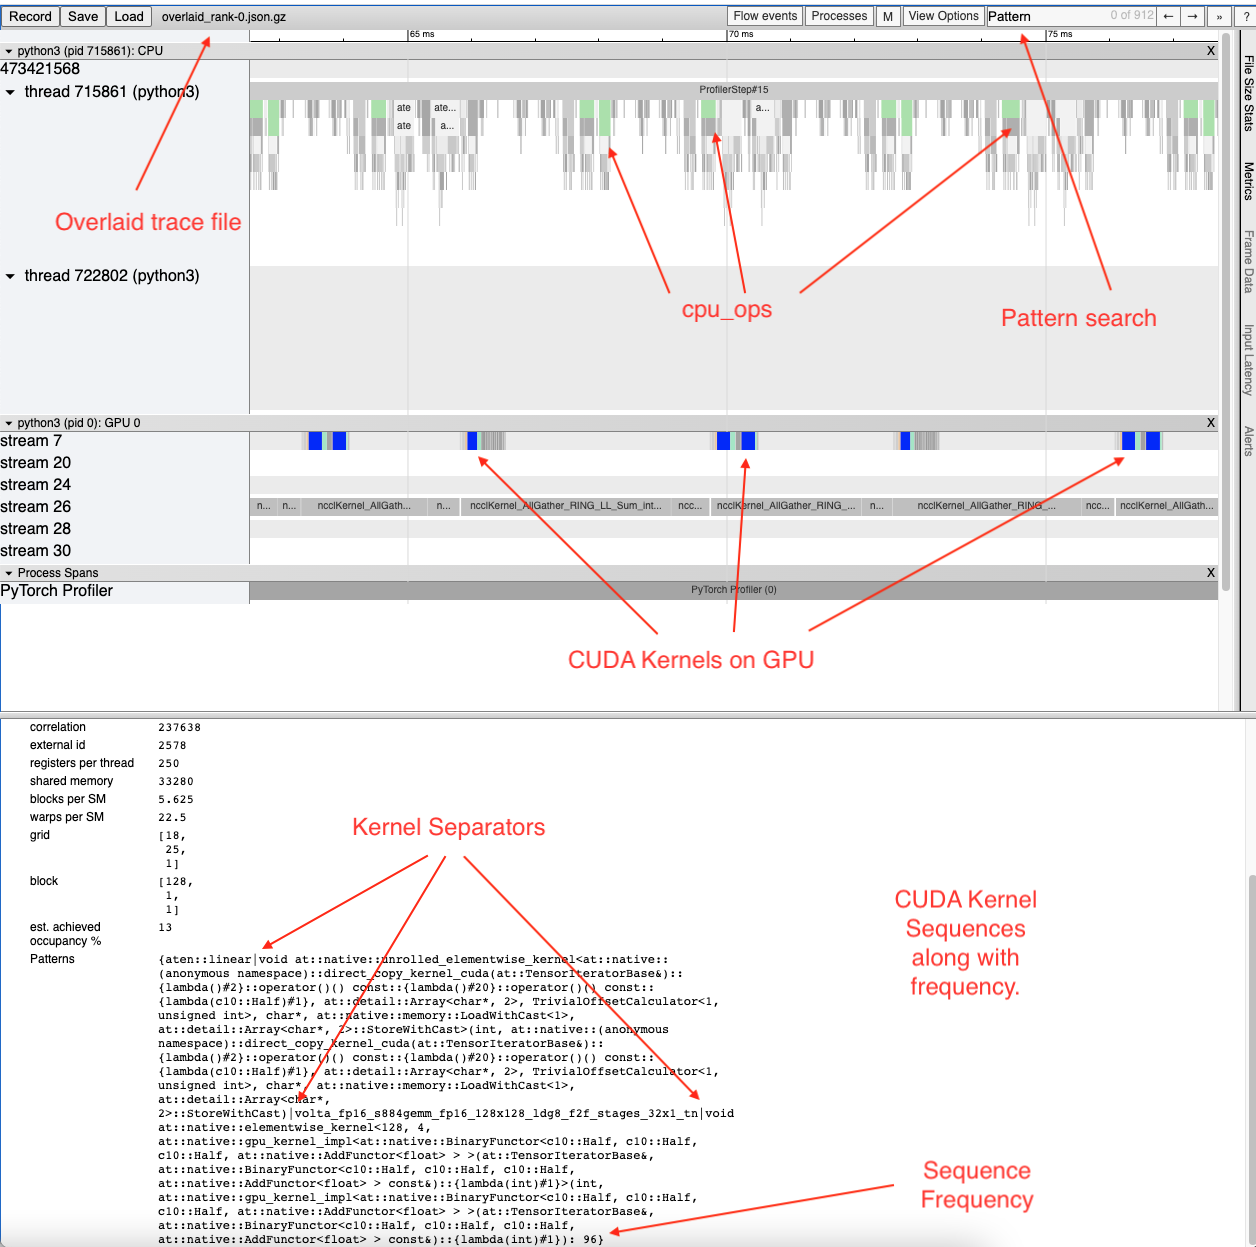 Record Save Load overlaid_rank-0.json.gz Flow events Processes M View Options Pattern 0 of 912 ← → » ?
65 ms 70 ms 75 ms
python3 (pid 715861): CPU X
473421568
thread 715861 (python3) ProfilerStep#15
ate ate... a...
ate a...
Overlaid trace file
thread 722802 (python3)
cpu_ops
Pattern search
File Size Stats
Metrics
Frame Data
Input Latency
Alerts
python3 (pid 0): GPU 0 X
stream 7
stream 20
stream 24
stream 26 n... n... ncclKernel_AllGath... n... ncclKernel_AllGather_RING_LL_Sum_int... ncc... ncclKernel_AllGather_RING_... n... ncclKernel_AllGather_RING_... ncc... ncclKernel_AllGath...
stream 28
stream 30
Process Spans X
PyTorch Profiler PyTorch Profiler (0)
CUDA Kernels on GPU
correlation 237638
external id 2578
registers per thread 250
shared memory 33280
blocks per SM 5.625
warps per SM 22.5
grid [18,
25,
1]
block [128,
1,
1]
est. achieved occupancy % 13
Kernel Separators
CUDA Kernel
Sequences
along with
frequency.
Patterns {aten::linear|void at::native::unrolled_elementwise_kernel<at::native::
(anonymous namespace)::direct_copy_kernel_cuda(at::TensorIteratorBase&)::
{lambda()#2}::operator()() const::{lambda()#20}::operator()() const::
{lambda(c10::Half)#1}, at::detail::Array<char*, 2>, TrivialOffsetCalculator<1,
unsigned int>, char*, at::native::memory::LoadWithCast<1>,
at::detail::Array<char*, 2>::StoreWithCast>(int, at::native::(anonymous
namespace)::direct_copy_kernel_cuda(at::TensorIteratorBase&)::
{lambda()#2}::operator()() const::{lambda()#20}::operator()() const::
{lambda(c10::Half)#1}, at::detail::Array<char*, 2>, TrivialOffsetCalculator<1,
unsigned int>, char*, at::native::memory::LoadWithCast<1>,
at::detail::Array<char*,
2>::StoreWithCast)|volta_fp16_s884gemm_fp16_128x128_ldg8_f2f_stages_32x1_tn|void
at::native::elementwise_kernel<128, 4,
at::native::gpu_kernel_impl<at::native::BinaryFunctor<c10::Half, c10::Half,
c10::Half, at::native::AddFunctor<float> > >(at::TensorIteratorBase&,
at::native::BinaryFunctor<c10::Half, c10::Half, c10::Half,
at::native::AddFunctor<float> > const&)::{lambda(int)#1}>(int,
at::native::gpu_kernel_impl<at::native::BinaryFunctor<c10::Half, c10::Half,
c10::Half, at::native::AddFunctor<float> > >(at::TensorIteratorBase&,
at::native::BinaryFunctor<c10::Half, c10::Half, c10::Half,
at::native::AddFunctor<float> > const&)::{lambda(int)#1}): 96}
Sequence
Frequency